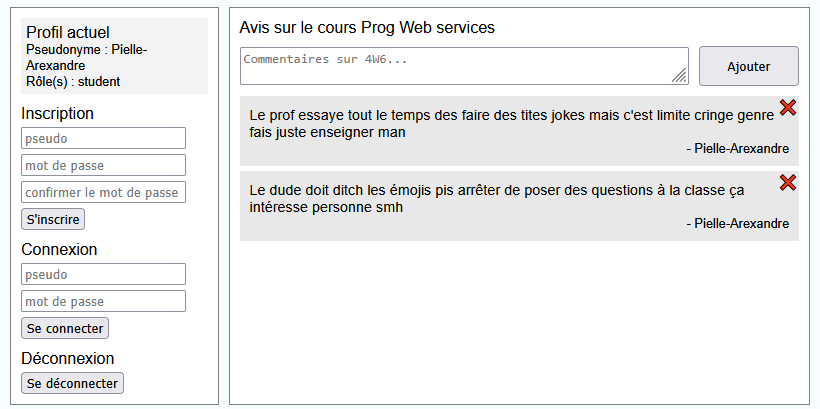 Profil actuel
Pseudonyme : Pielle-
Arexandre
Rôle(s) : student
Inscription
pseudo
mot de passe
confirmer le mot de passe
S'inscrire
Connexion
pseudo
mot de passe
Se connecter
Déconnexion
Se déconnecter
Avis sur le cours Prog Web services
Commentaires sur 4W6...
Ajouter
Le prof essaye tout le temps des faire des tites jokes mais c'est limite cringe genre
fais juste enseigner man
- Pielle-Arexandre
Le dude doit ditch les émojis pis arrêter de poser des questions à la classe ça
intéresse personne smh
- Pielle-Arexandre